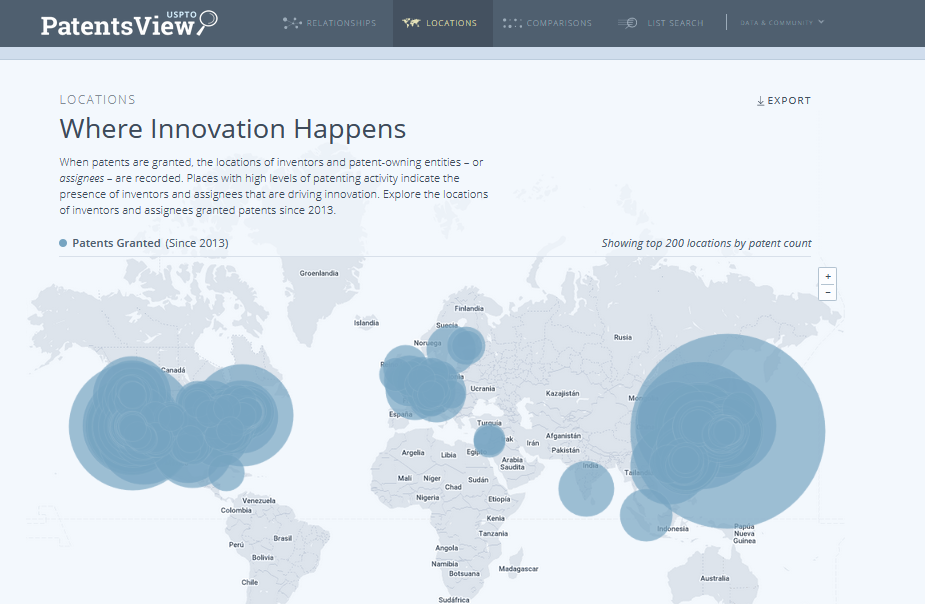 USPTO
PatentsView
RELATIONSHIPS
LOCATIONS
COMPARISONS
LIST SEARCH
DATA & COMMUNITY
LOCATIONS
EXPORT
Where Innovation Happens
When patents are granted, the locations of inventors and patent-owning entities – or
assignees – are recorded. Places with high levels of patenting activity indicate the
presence of inventors and assignees that are driving innovation. Explore the locations
of inventors and assignees granted patents since 2013.
Patents Granted (Since 2013)
Showing top 200 locations by patent count
+
−
Groenlandia
Finlandia
Islandia
Suecia
Noruega
Rusia
Canadá
Ucrania
Kazajistán
España
Turquía
Afganistán
Irán
Pakistán
Argelia
Libia
Arabia
Saudita
India
Mali
Níger
Chad
Sudán
Nigeria
Etiopía
Venezuela
Colombia
Kenia
Indonesia
Papúa
Nueva
Guinea
Tanzania
Perú
Brasil
Angola
Bolivia
Namibia
Botsuana
Madagascar
Chile
Australia
Sudáfrica